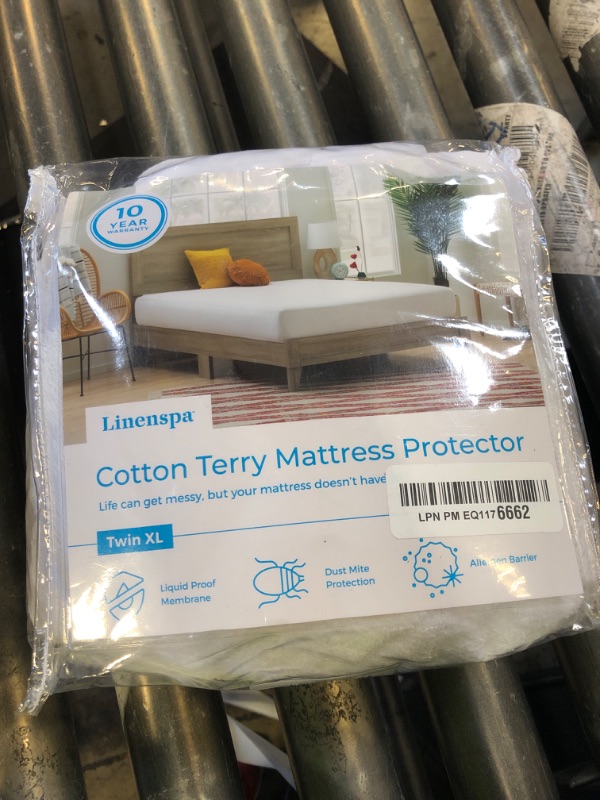 10
YEAR
WARRANTY
Linenspa
Cotton Terry Mattress Protector
Life can get messy, but your mattress doesn't have
LPN PM EQ1176662
Twin XL
Liquid Proof
Membrane
Dust Mite
Protection
Allergen Barrier